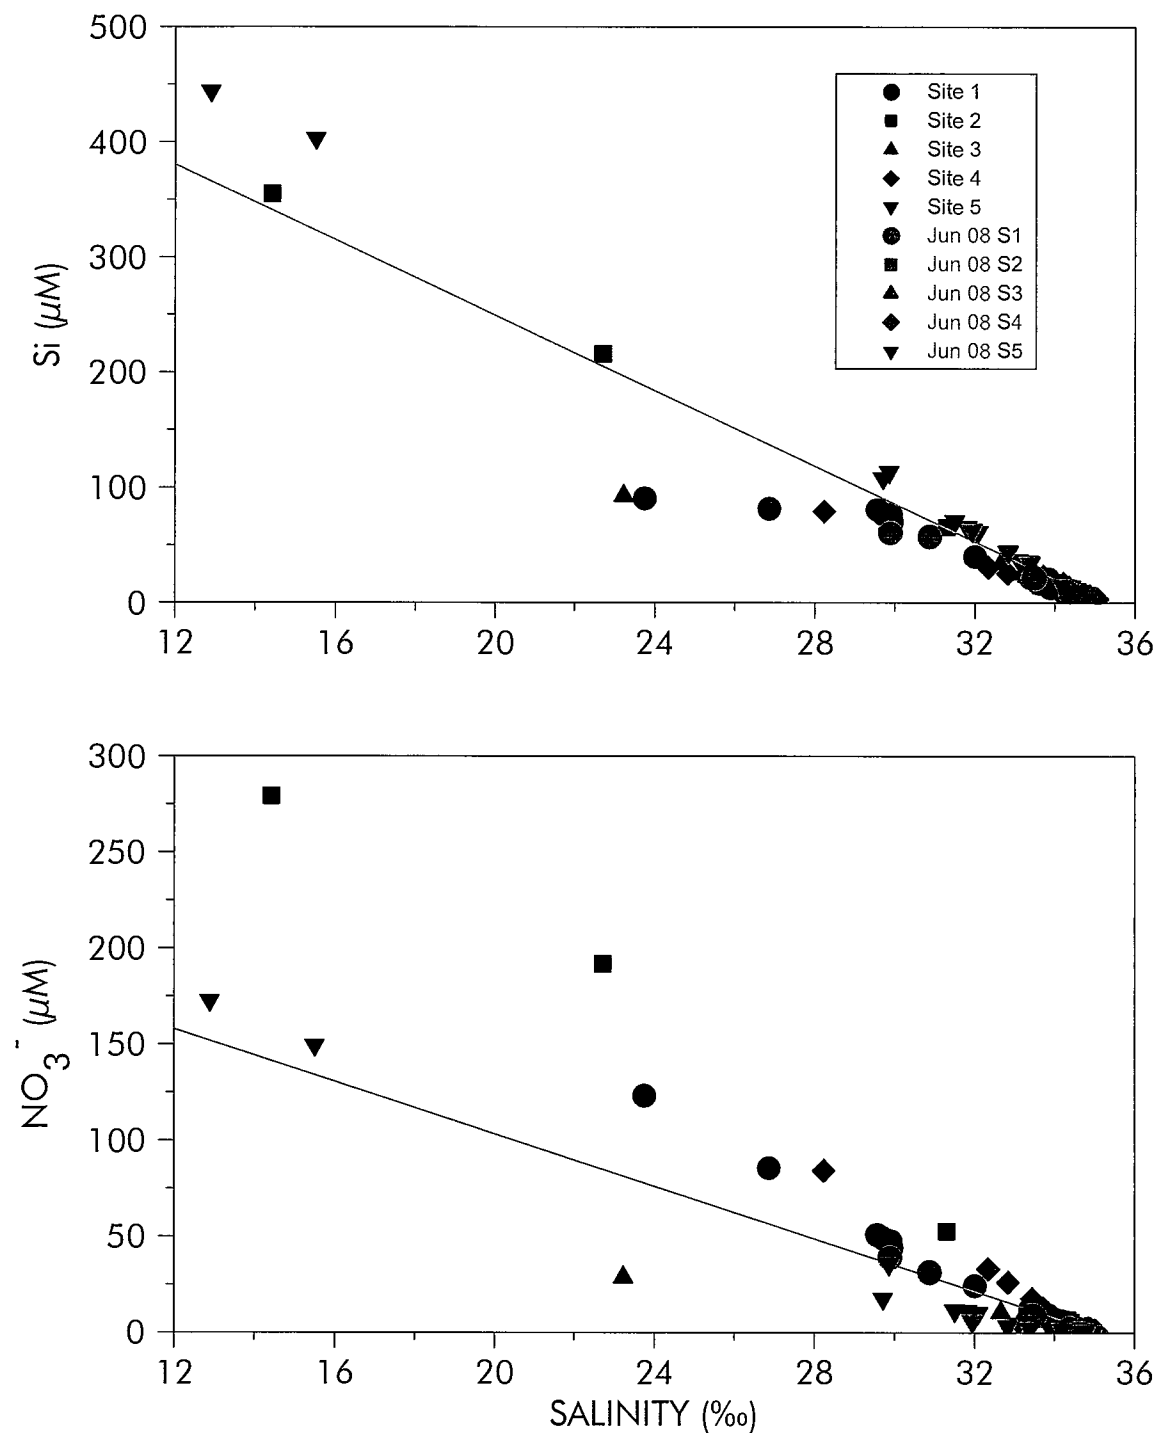 500
400
300
200
100
0
Si (μM)
Site 1
Site 2
Site 3
Site 4
Site 5
Jun 08 S1
Jun 08 S2
Jun 08 S3
Jun 08 S4
Jun 08 S5
12 16 20 24 28 32 36
300
250
200
150
100
50
0
NO3- (μM)
12 16 20 24 28 32 36
SALINITY (‰)